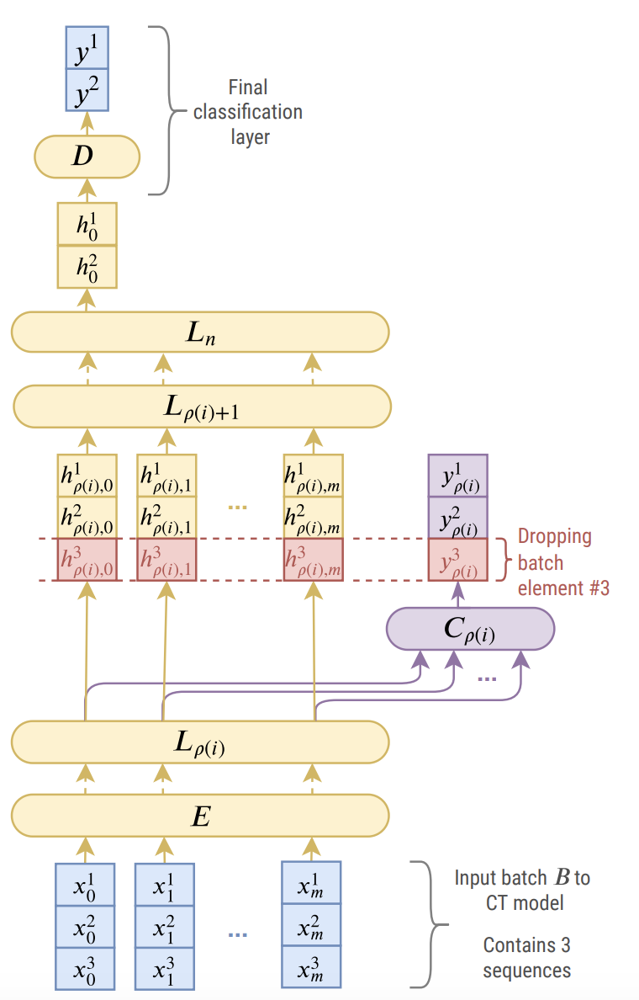 y^1
y^2
Final
classification
layer
D
h_0^1
h_0^2
L_n
L_{ρ(i)+1}
h^1_{ρ(i),0} h^1_{ρ(i),1} h^1_{ρ(i),m} y^1_{ρ(i)}
...
h^2_{ρ(i),0} h^2_{ρ(i),1} h^2_{ρ(i),m} y^2_{ρ(i)}
h^3_{ρ(i),0} h^3_{ρ(i),1} h^3_{ρ(i),m} y^3_{ρ(i)}
Dropping
batch
element #3
C_{ρ(i)}
...
L_{ρ(i)}
E
x_0^1 x_1^1 x_m^1
x_0^2 x_1^2 ... x_m^2
x_0^3 x_1^3 x_m^3
Input batch B to
CT model
Contains 3
sequences